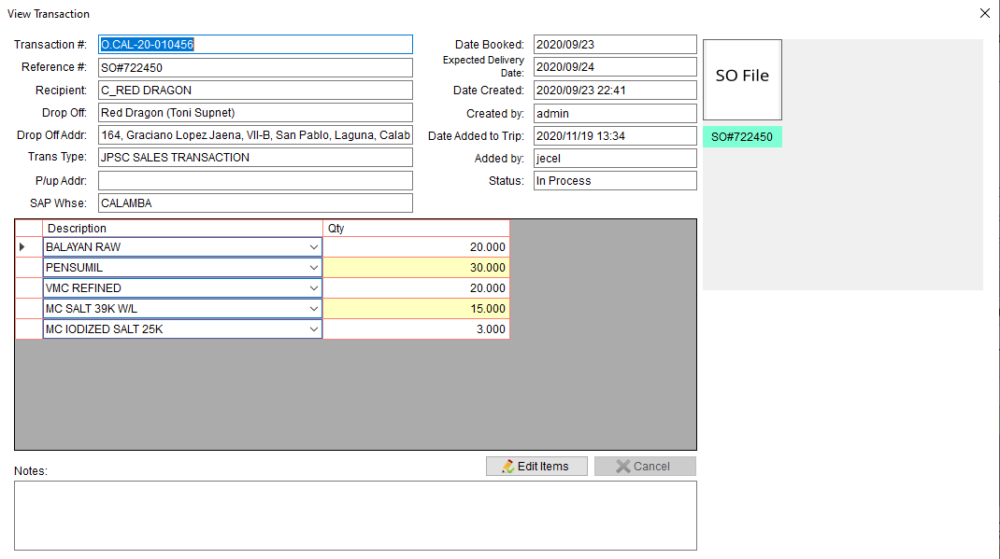 View Transaction
Transaction #: O.CAL-20-010456
Reference #: SO#722450
Recipient: C_RED DRAGON
Drop Off: Red Dragon (Toni Supnet)
Drop Off Addr: 164, Graciano Lopez Jaena, VII-B, San Pablo, Laguna, Calab
Trans Type: JPSC SALES TRANSACTION
P/up Addr:
SAP Whse: CALAMBA
Date Booked: 2020/09/23
Expected Delivery
Date: 2020/09/24
Date Created: 2020/09/23 22:41
Created by: admin
Date Added to Trip: 2020/11/19 13:34
Added by: jecel
Status: In Process
SO File
SO#722450
Description Qty
BALAYAN RAW 20.000
PENSUMIL 30.000
VMC REFINED 20.000
MC SALT 39K W/L 15.000
MC IODIZED SALT 25K 3.000
Edit Items Cancel
Notes: